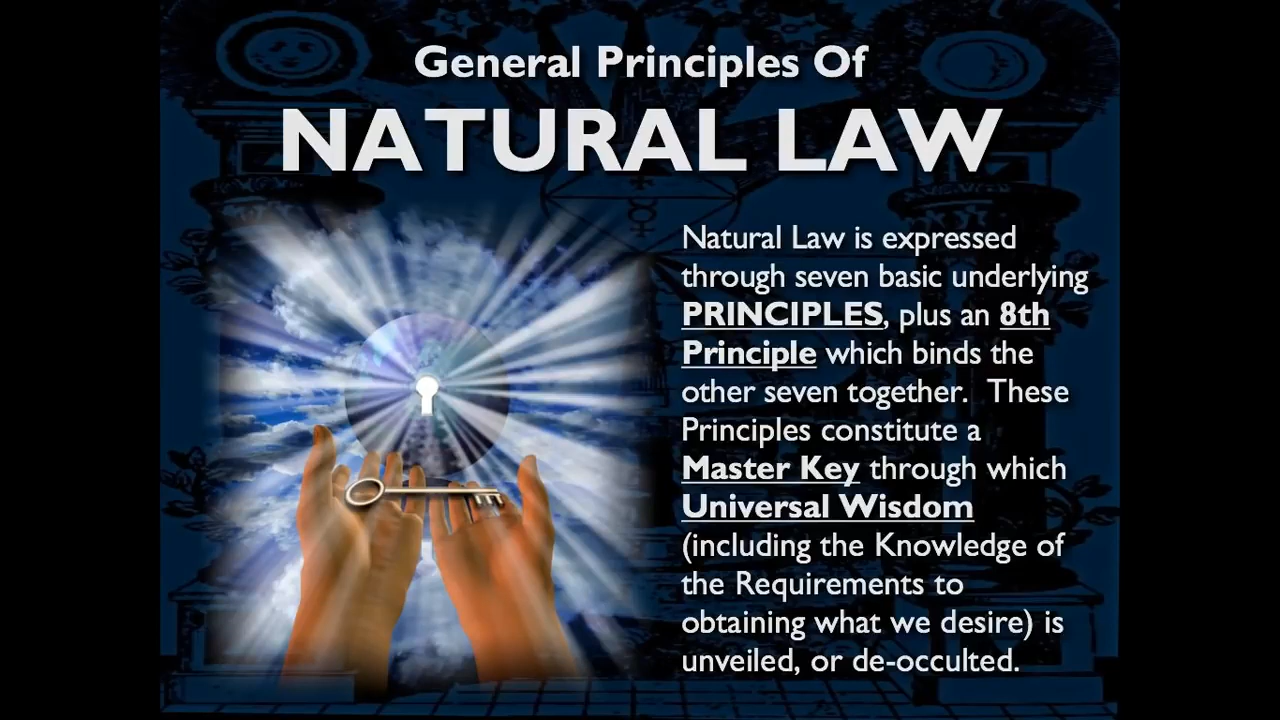 General Principles Of
NATURAL LAW
Natural Law is expressed
through seven basic underlying
PRINCIPLES, plus an 8th
Principle which binds the
other seven together.  These
Principles constitute a
Master Key through which
Universal Wisdom
(including the Knowledge of
the Requirements to
obtaining what we desire) is
unveiled, or de-occulted.